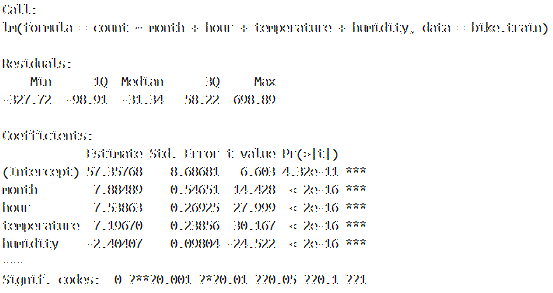 Call:
lm(formula = count ~ month + hour + temperature + humidity, data = bike.train)
Residuals:
Min 1Q Median 3Q Max
-327.72 -98.91 -31.34 58.22 698.89
Coefficients:
Estimate Std. Error t value Pr(>|t|)
(Intercept) 57.35768 8.68681 6.603 4.32e-11 ***
month 7.88489 0.54651 14.428 < 2e-16 ***
hour 7.53863 0.26925 27.999 < 2e-16 ***
temperature 7.19670 0.23856 30.167 < 2e-16 ***
humidity -2.40407 0.09804 -24.522 < 2e-16 ***
......
Signif. codes: 0 ?**?0.001 ?*?0.01 ??0.05 ??0.1 ??1